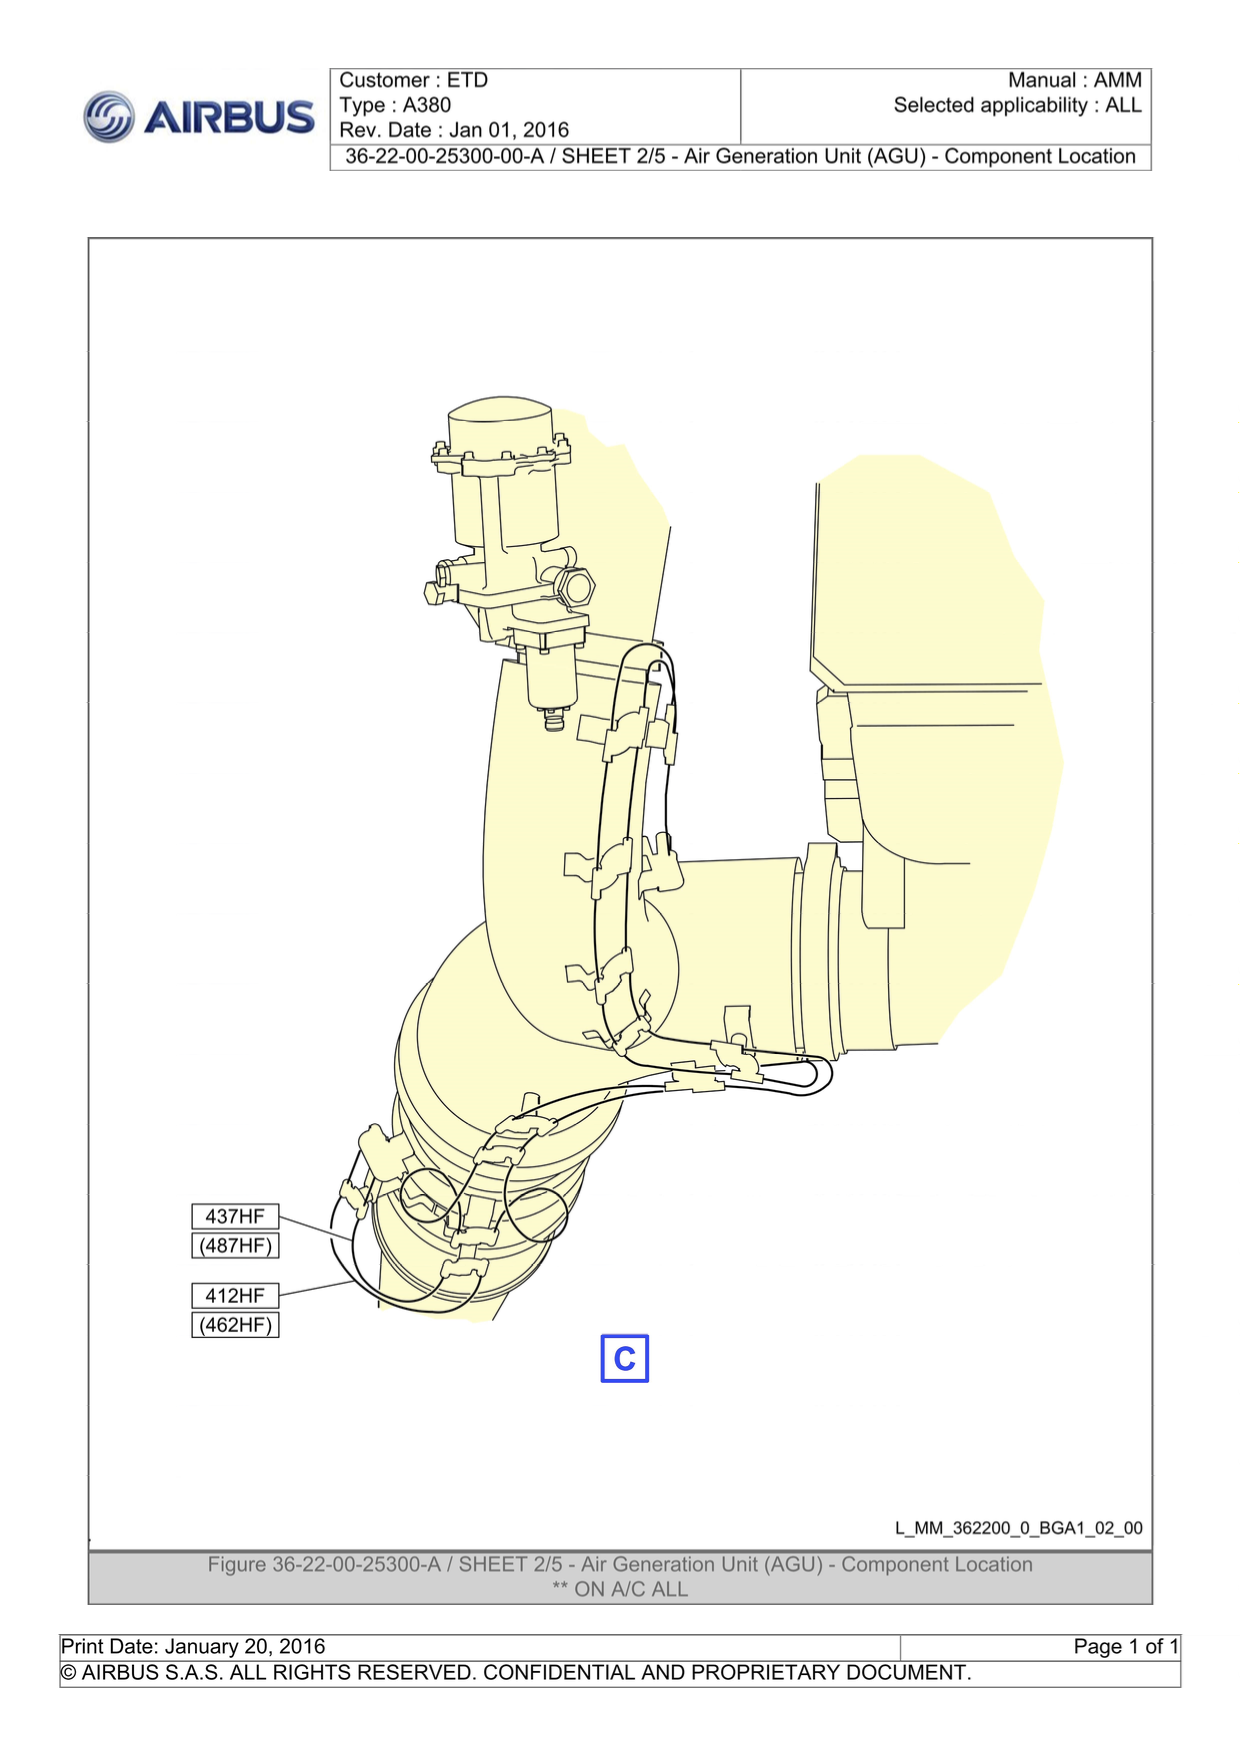 AIRBUS
Customer : ETD
Type : A380
Rev. Date : Jan 01, 2016
Manual : AMM
Selected applicability : ALL
36-22-00-25300-00-A / SHEET 2/5 - Air Generation Unit (AGU) - Component Location
437HF
(487HF)
412HF
(462HF)
C
L_MM_362200_0_BGA1_02_00
Figure 36-22-00-25300-A / SHEET 2/5 - Air Generation Unit (AGU) - Component Location
** ON A/C ALL
Print Date: January 20, 2016
Page 1 of 1
© AIRBUS S.A.S. ALL RIGHTS RESERVED. CONFIDENTIAL AND PROPRIETARY DOCUMENT.